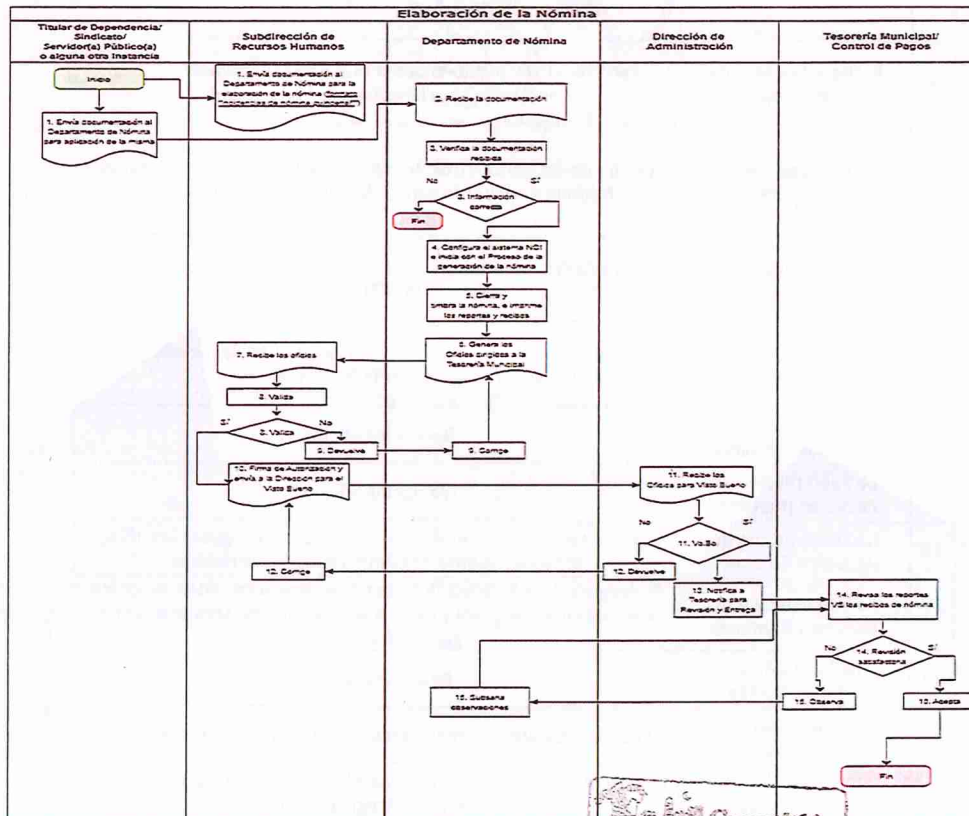 Elaboración de la Nómina
Titular de Dependencia/
Sindicato/
Servidor(a) Público(a)
o alguna otra Instancia
Subdirección de
Recursos Humanos
Departamento de Nómina
Dirección de
Administración
Tesorería Municipal/
Control de Pagos
Inicio
1. Envía documentación al
Departamento de Nómina
para aplicación de la misma
1. Envía documentación al
Departamento de Nómina para la
elaboración de la nómina
2. Recibe la documentación
3. Verifica la documentación
recibida
No
Sí
3. Información
correcta
Fin
4. Configura el sistema NOI
e inicia con el Proceso de la
generación de la nómina
5. Cierra y
timbra la nómina, e imprime
los reportes y recibos
6. Genera los
Oficios dirigidos a la
Tesorería Municipal
7. Recibe los oficios
8. Valida
Sí
No
8. Valida
9. Devuelve
9. Corrige
10. Firma de Autorización y
envía a la Dirección para el
Visto Bueno
11. Recibe los
Oficios para Visto Bueno
No
Sí
11. Vo.Bo.
12. Devuelve
12. Corrige
13. Notifica a
Tesorería para
Revisión y Entrega
14. Revisa los reportes
VS los recibos de nómina
No
Sí
14. Revisión
satisfactoria
15. Observa
15. Acepta
15. Subsana
observaciones
Fin